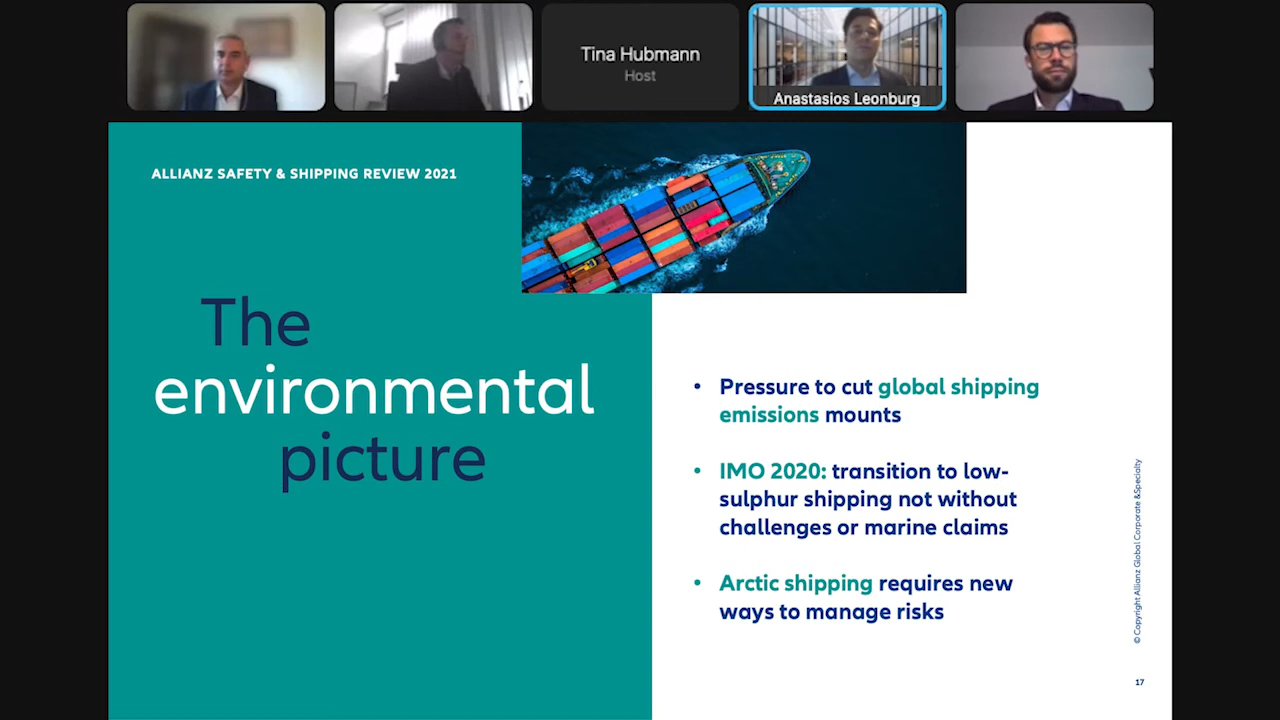 Tina Hubmann
Host
Anastasios Leonburg
ALLIANZ SAFETY & SHIPPING REVIEW 2021
The
environmental
picture
• Pressure to cut global shipping
emissions mounts
• IMO 2020: transition to low-
sulphur shipping not without
challenges or marine claims
• Arctic shipping requires new
ways to manage risks
© Copyright Allianz Global Corporate &Specialty
17